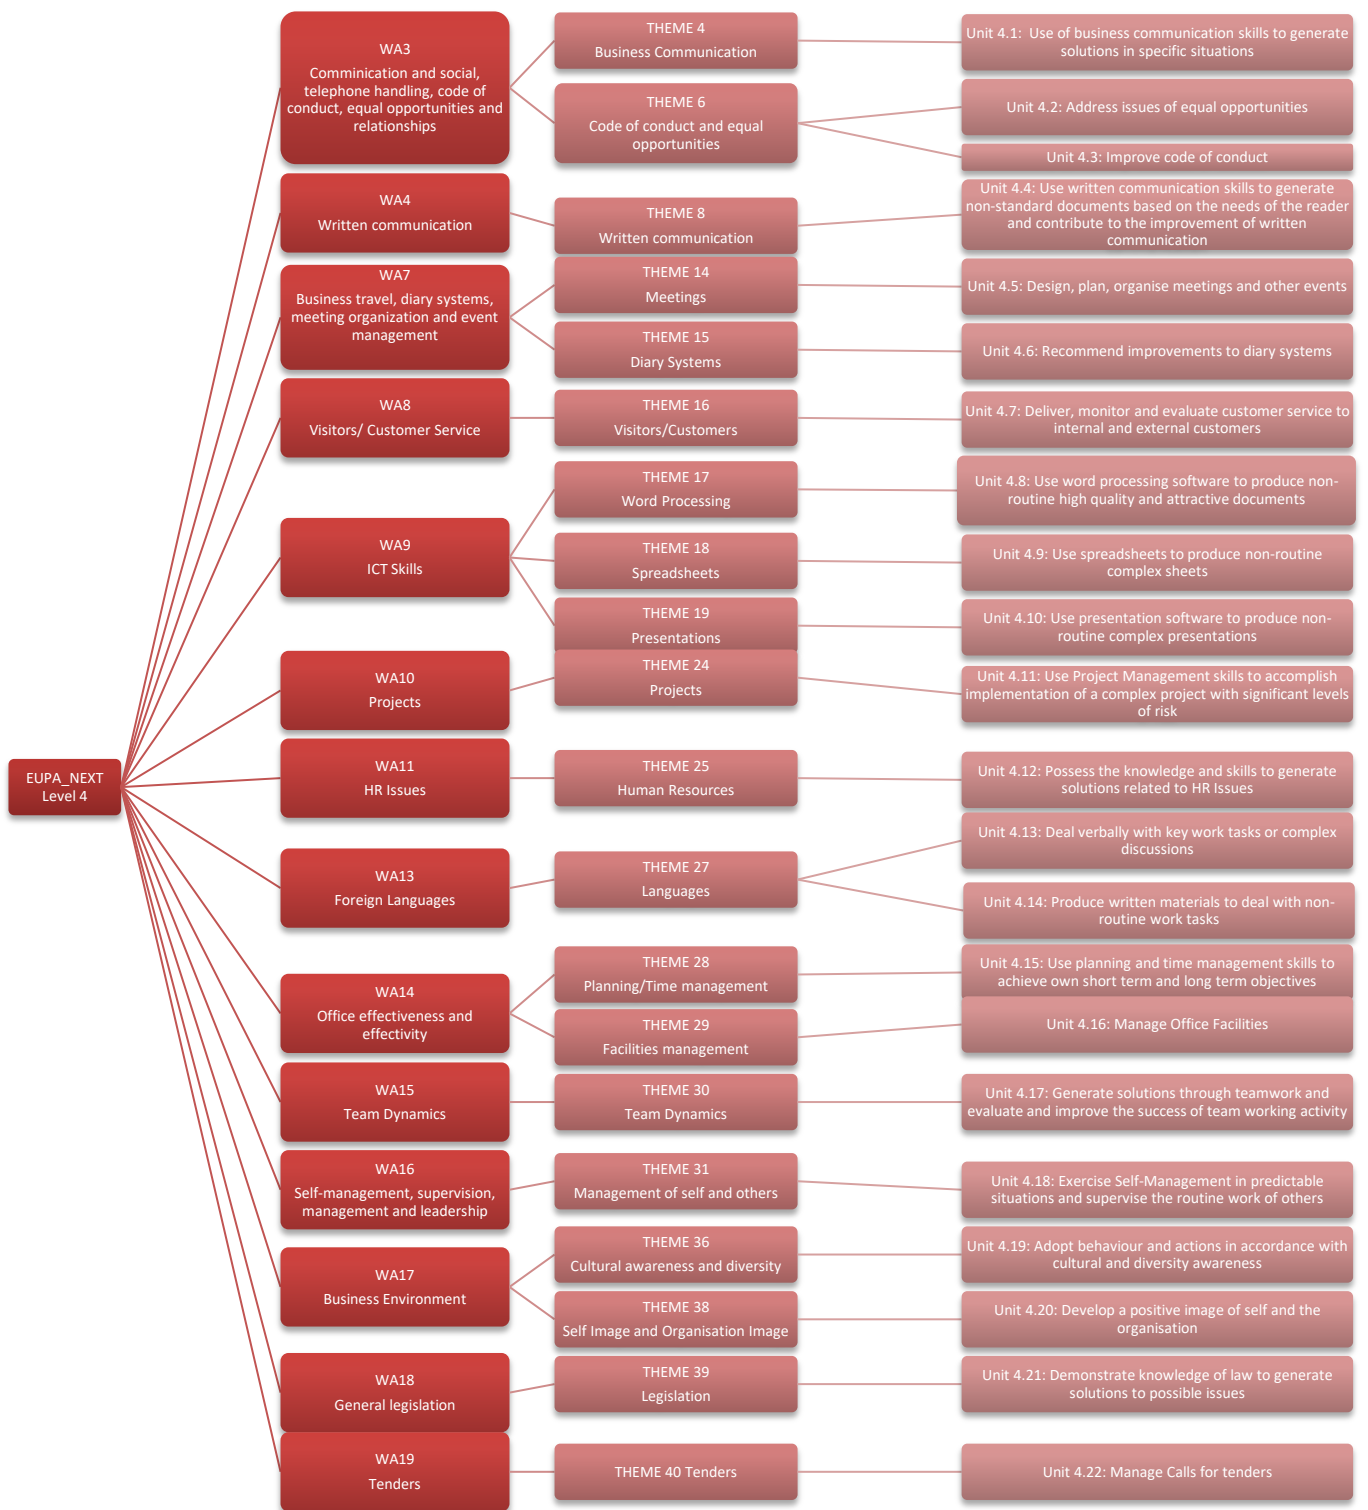 EUPA_NEXT
Level 4
WA3
Comminication and social,
telephone handling, code of
conduct, equal opportunities and
relationships
THEME 4
Business Communication
Unit 4.1:  Use of business communication skills to generate
solutions in specific situations
THEME 6
Code of conduct and equal
opportunities
Unit 4.2: Address issues of equal opportunities
Unit 4.3: Improve code of conduct
WA4
Written communication
THEME 8
Written communication
Unit 4.4: Use written communication skills to generate
non-standard documents based on the needs of the reader
and contribute to the improvement of written
communication
WA7
Business travel, diary systems,
meeting organization and event
management
THEME 14
Meetings
Unit 4.5: Design, plan, organise meetings and other events
THEME 15
Diary Systems
Unit 4.6: Recommend improvements to diary systems
WA8
Visitors/ Customer Service
THEME 16
Visitors/Customers
Unit 4.7: Deliver, monitor and evaluate customer service to
internal and external customers
WA9
ICT Skills
THEME 17
Word Processing
Unit 4.8: Use word processing software to produce non-
routine high quality and attractive documents
THEME 18
Spreadsheets
Unit 4.9: Use spreadsheets to produce non-routine
complex sheets
THEME 19
Presentations
Unit 4.10: Use presentation software to produce non-
routine complex presentations
WA10
Projects
THEME 24
Projects
Unit 4.11: Use Project Management skills to accomplish
implementation of a complex project with significant levels
of risk
WA11
HR Issues
THEME 25
Human Resources
Unit 4.12: Possess the knowledge and skills to generate
solutions related to HR Issues
WA13
Foreign Languages
THEME 27
Languages
Unit 4.13: Deal verbally with key work tasks or complex
discussions
Unit 4.14: Produce written materials to deal with non-
routine work tasks
WA14
Office effectiveness and
effectivity
THEME 28
Planning/Time management
Unit 4.15: Use planning and time management skills to
achieve own short term and long term objectives
THEME 29
Facilities management
Unit 4.16: Manage Office Facilities
WA15
Team Dynamics
THEME 30
Team Dynamics
Unit 4.17: Generate solutions through teamwork and
evaluate and improve the success of team working activity
WA16
Self-management, supervision,
management and leadership
THEME 31
Management of self and others
Unit 4.18: Exercise Self-Management in predictable
situations and supervise the routine work of others
WA17
Business Environment
THEME 36
Cultural awareness and diversity
Unit 4.19: Adopt behaviour and actions in accordance with
cultural and diversity awareness
THEME 38
Self Image and Organisation Image
Unit 4.20: Develop a positive image of self and the
organisation
WA18
General legislation
THEME 39
Legislation
Unit 4.21: Demonstrate knowledge of law to generate
solutions to possible issues
WA19
Tenders
THEME 40 Tenders
Unit 4.22: Manage Calls for tenders